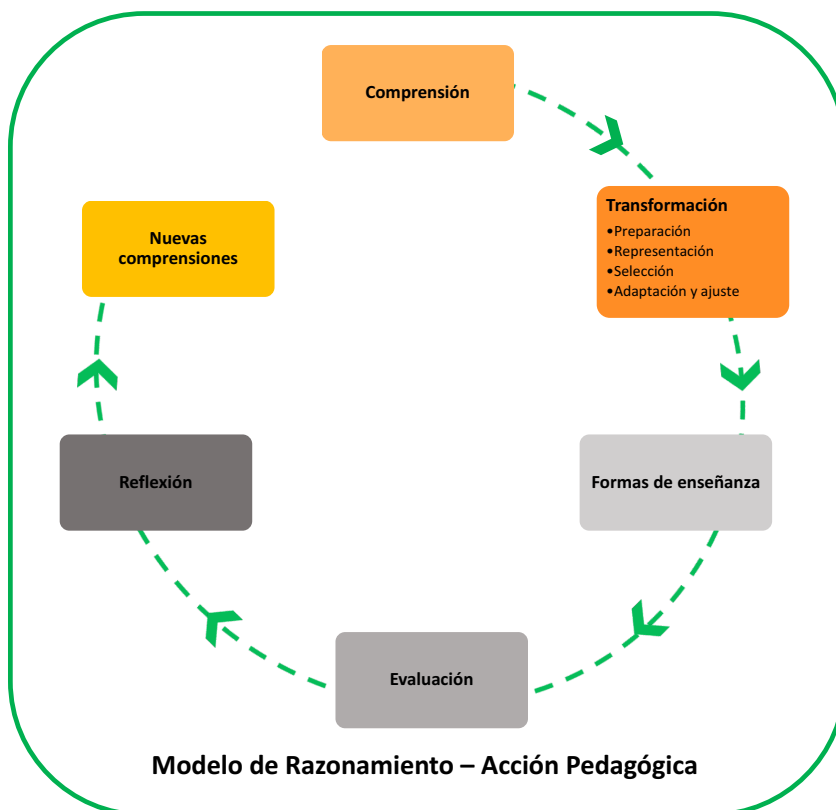 Comprensión
Transformación
•Preparación
•Representación
•Selección
•Adaptación y ajuste
Formas de enseñanza
Evaluación
Reflexión
Nuevas
comprensiones
Modelo de Razonamiento – Acción Pedagógica